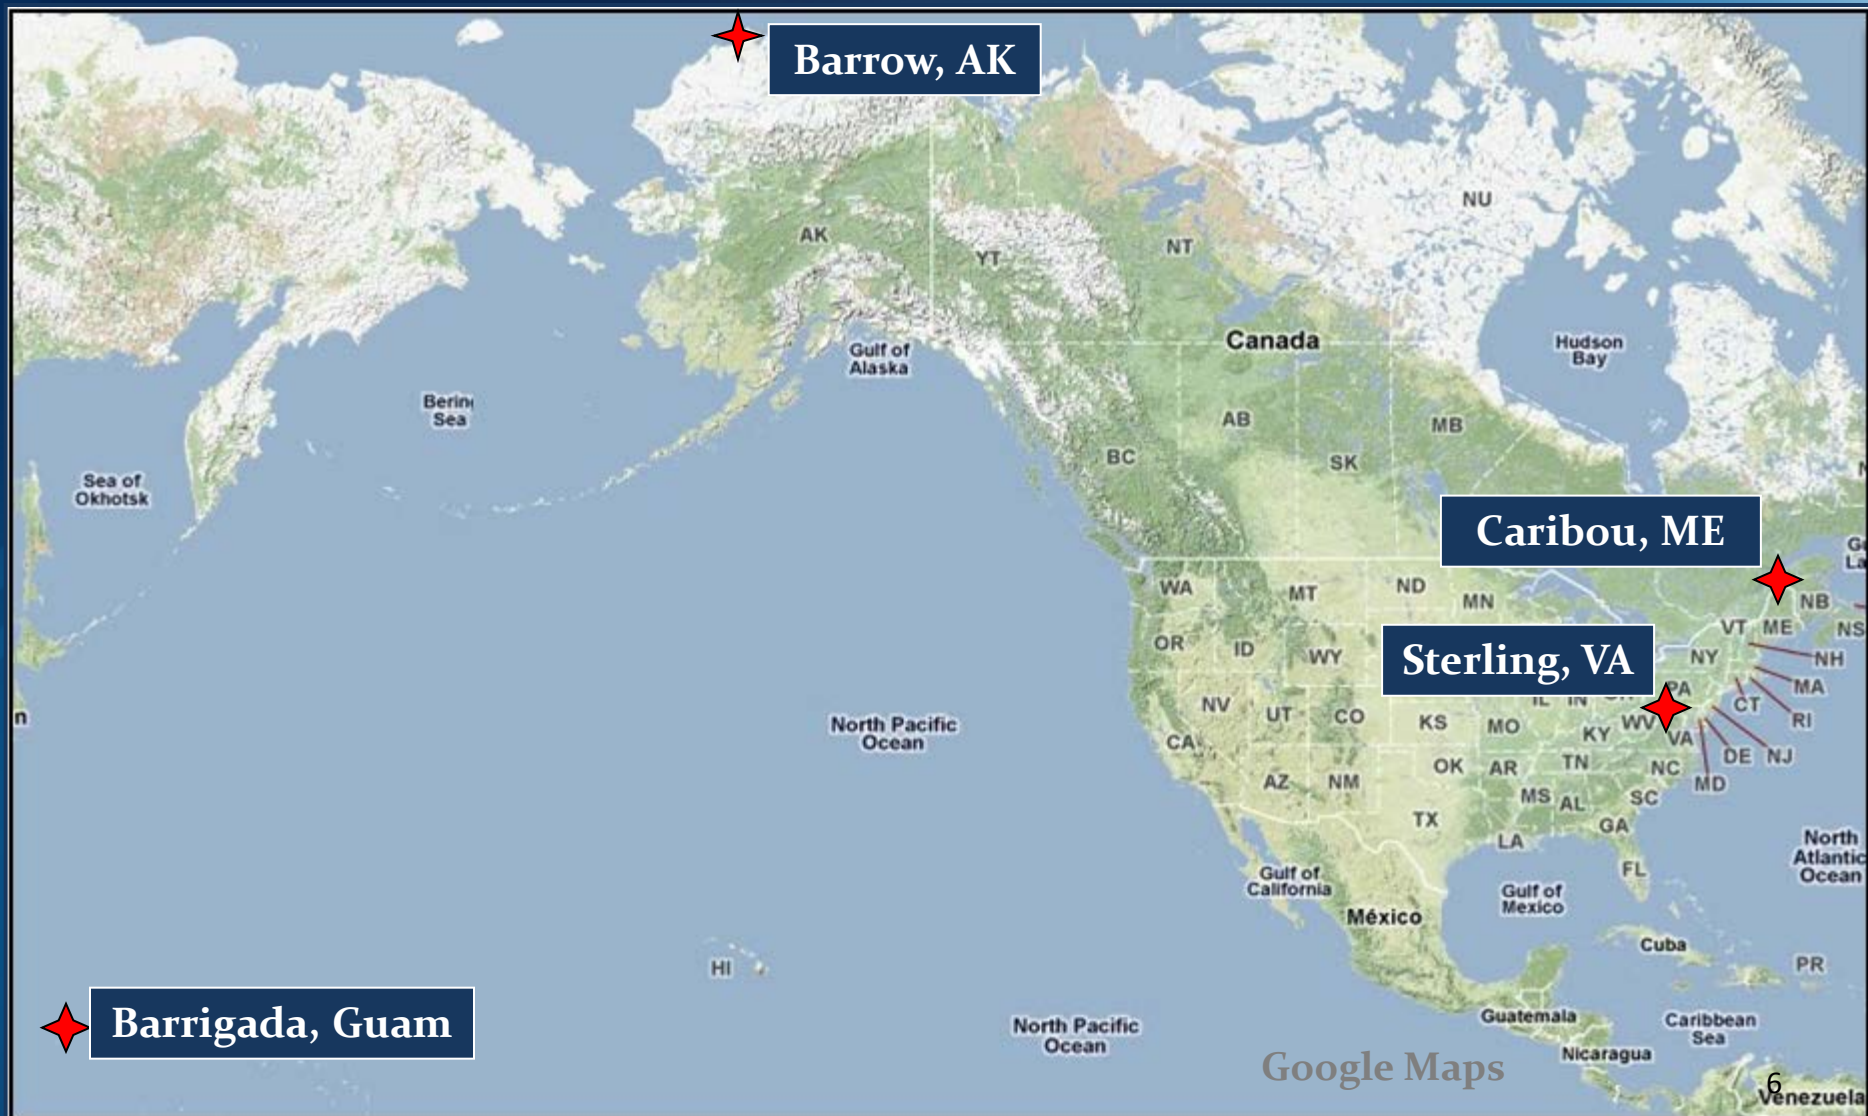 Barrow, AK
NU
AK
YT
NT
Canada
Hudson
Bay
Gulf of
Alaska
Sea
AB
MB
BC
SK
Sea of
Okhotsk
Caribou, ME
WA
MT
ND
MN
NB
NS
VT
ME
OR
ID
WY
Sterling, VA
NY
NH
PA
MA
NV
UT
CO
KS
MO
IL
IN
WV
KY
VA
CT
RI
North Pacific
Ocean
CA
AZ
NM
OK
AR
TN
NC
DE
NJ
MD
MS
AL
SC
TX
LA
GA
FL
North
Atlantic
Ocean
Gulf of
California
Gulf of
Mexico
México
Cuba
HI
PR
Barrigada, Guam
North Pacific
Ocean
Guatemala
Caribbean
Sea
Nicaragua
Google Maps
6
Venezuela